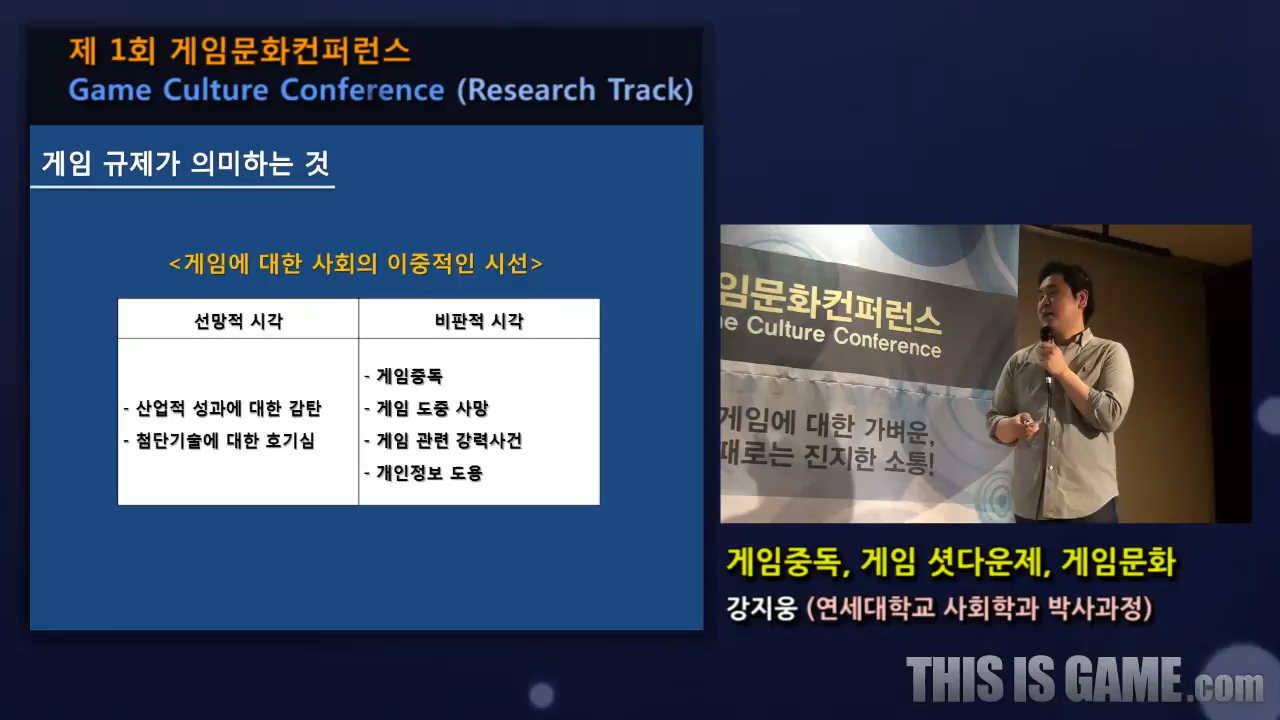 제 1회 게임문화컨퍼런스
Game Culture Conference (Research Track)
게임 규제가 의미하는 것
<게임에 대한 사회의 이중적인 시선>
선망적 시각
비판적 시각
- 산업적 성과에 대한 감탄
- 첨단기술에 대한 호기심
- 게임중독
- 게임 도중 사망
- 게임 관련 강력사건
- 개인정보 도용
임문화컨퍼런스
e Culture Conference
게임에 대한 가벼운,
때로는 진지한 소통!
게임중독, 게임 셧다운제, 게임문화
강지웅 (연세대학교 사회학과 박사과정)
THIS IS GAME.com